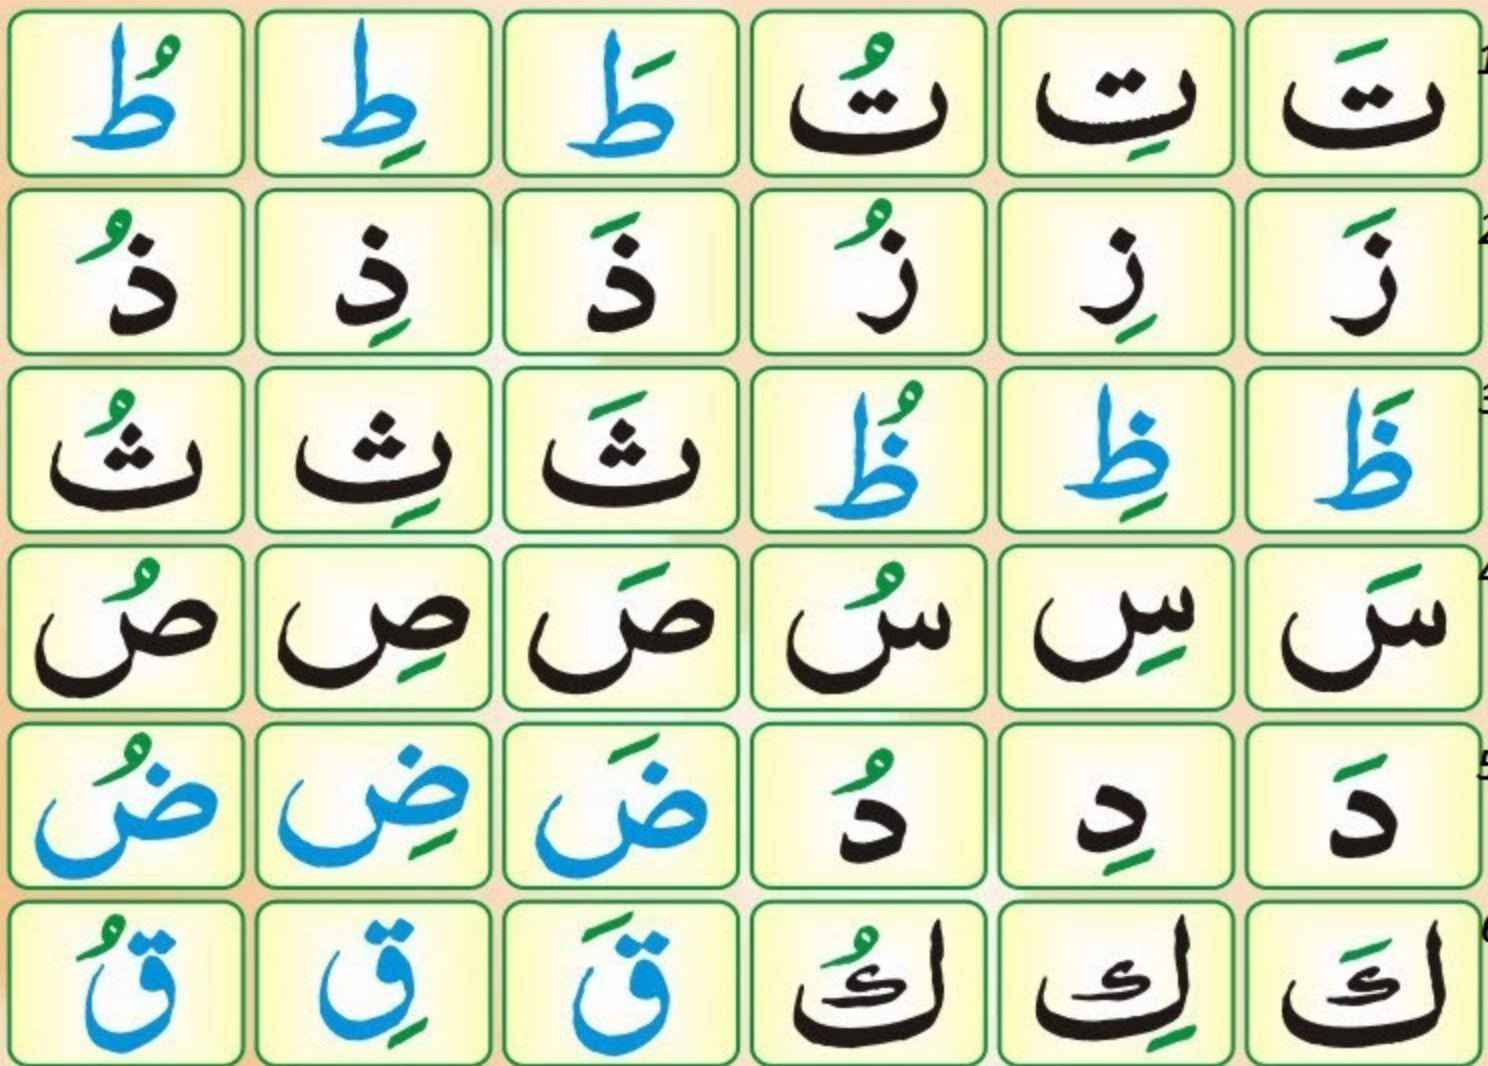 تَ تِ تُ طَ طِ طُ
زَ زِ زُ ذَ ذِ ذُ
ظَ ظِ ظُ ثَ ثِ ثُ
سَ سِ سُ صَ صِ صُ
دَ دِ دُ ضَ ضِ ضُ
كَ كِ كُ قَ قِ قُ